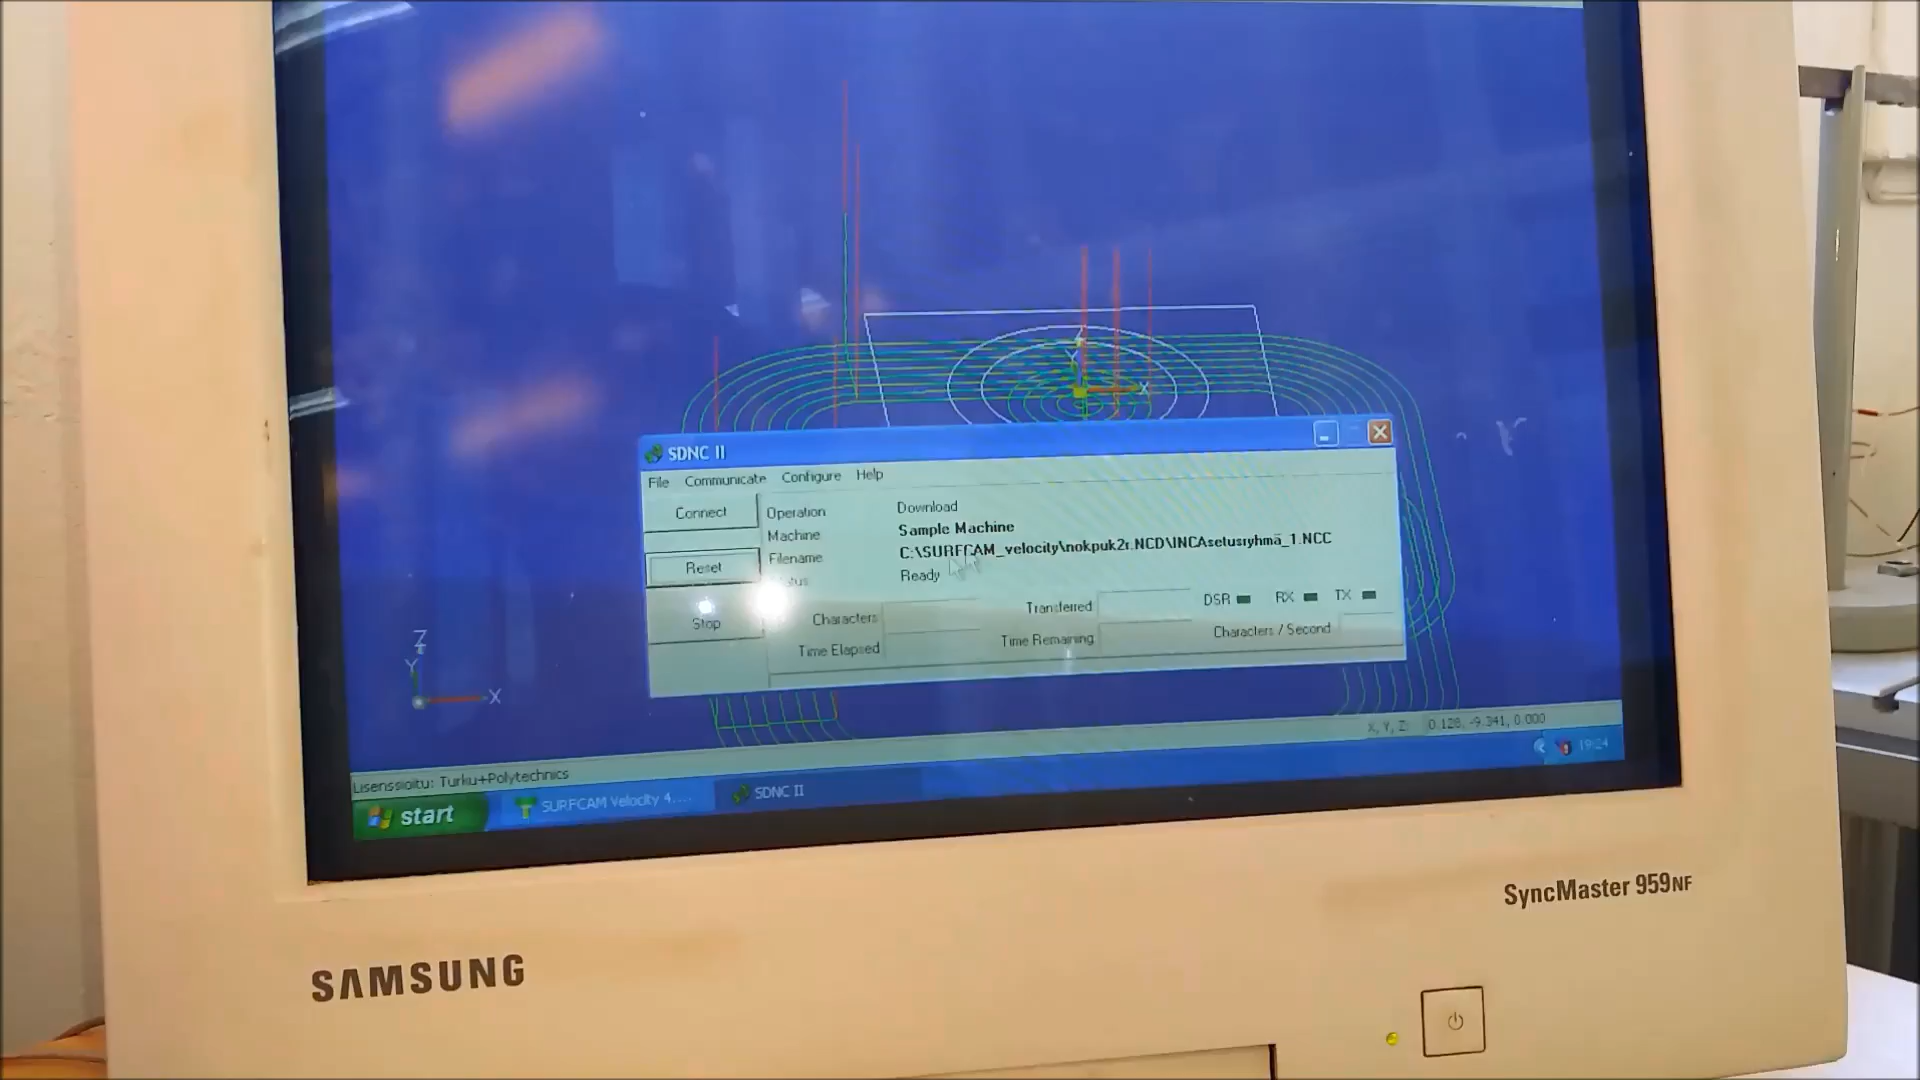 Y
X
SDNC II
File Communicate Configure Help
Connect
Reset
Stop
Operation Download
Machine Sample Machine
Filename C:\SURFCAM_velocity\nokpuk2r.NCD\INCAsetusryhmä_1.NCC
Ready
Characters
Transferred
DSR RX TX
Time Elapsed
Time Remaining
Characters / Second
Z
Y
X
X, Y, Z: 0.128, -9.341, 0.000
Lisenssioitu: Turku+Polytechnics
start
SURFCAM Velocity 4....
SDNC II
19:24
SyncMaster 959NF
SAMSUNG